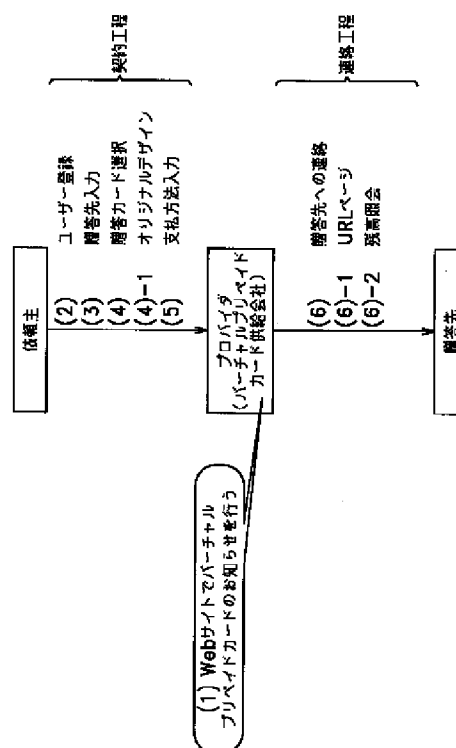 依頼主
(2) ユーザー登録
(3) 贈答先入力
(4) 贈答カード選択
(4)-1 オリジナルデザイン
(5) 支払方法入力
契約工程
(1) Webサイトでバーチャル
プリペイドカードのお知らせを行う
プロバイダ
(バーチャルプリペイド
カード供給会社)
(6) 贈答先への連絡
(6)-1 URLページ
(6)-2 残高照会
連絡工程
贈答先